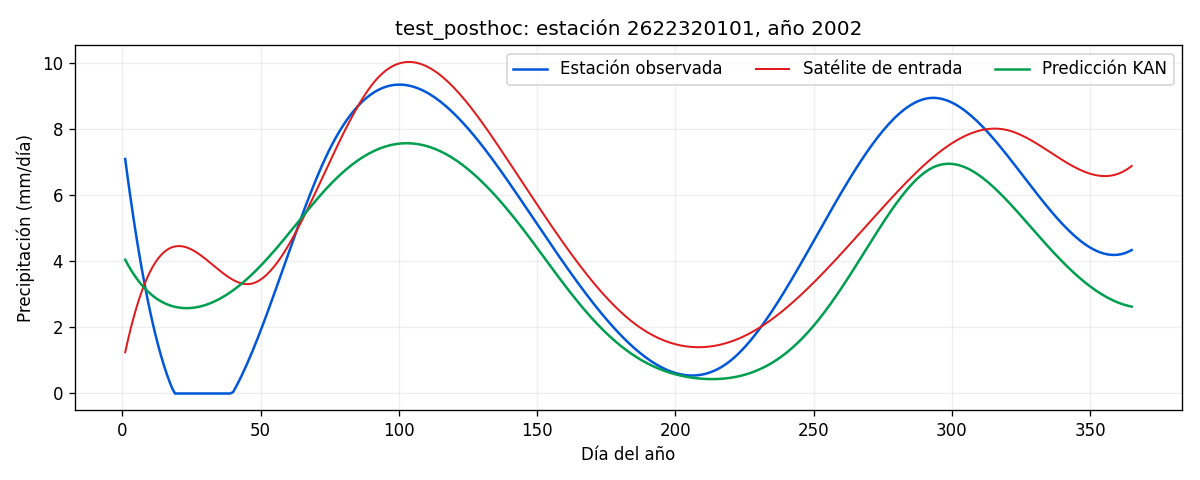 test_posthoc: estación 2622320101, año 2002
Estación observada
Satélite de entrada
Predicción KAN
Precipitación (mm/día)
10
8
6
4
2
0
0 50 100 150 200 250 300 350
Día del año